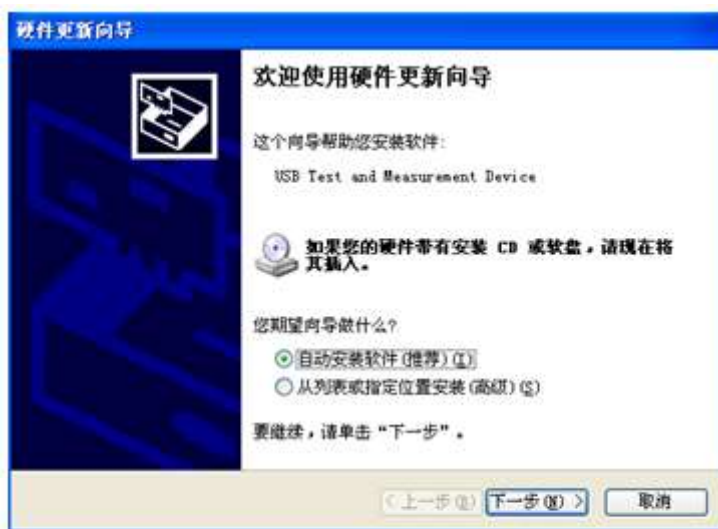 硬件更新向导
欢迎使用硬件更新向导
这个向导帮助您安装软件:
USB Test and Measurement Device
如果您的硬件带有安装 CD 或软盘，请现在将
其插入。
您期望向导做什么?
自动安装软件(推荐)(I)
从列表或指定位置安装(高级)(S)
要继续，请单击“下一步”。
< 上一步(B) 下一步(N) > 取消